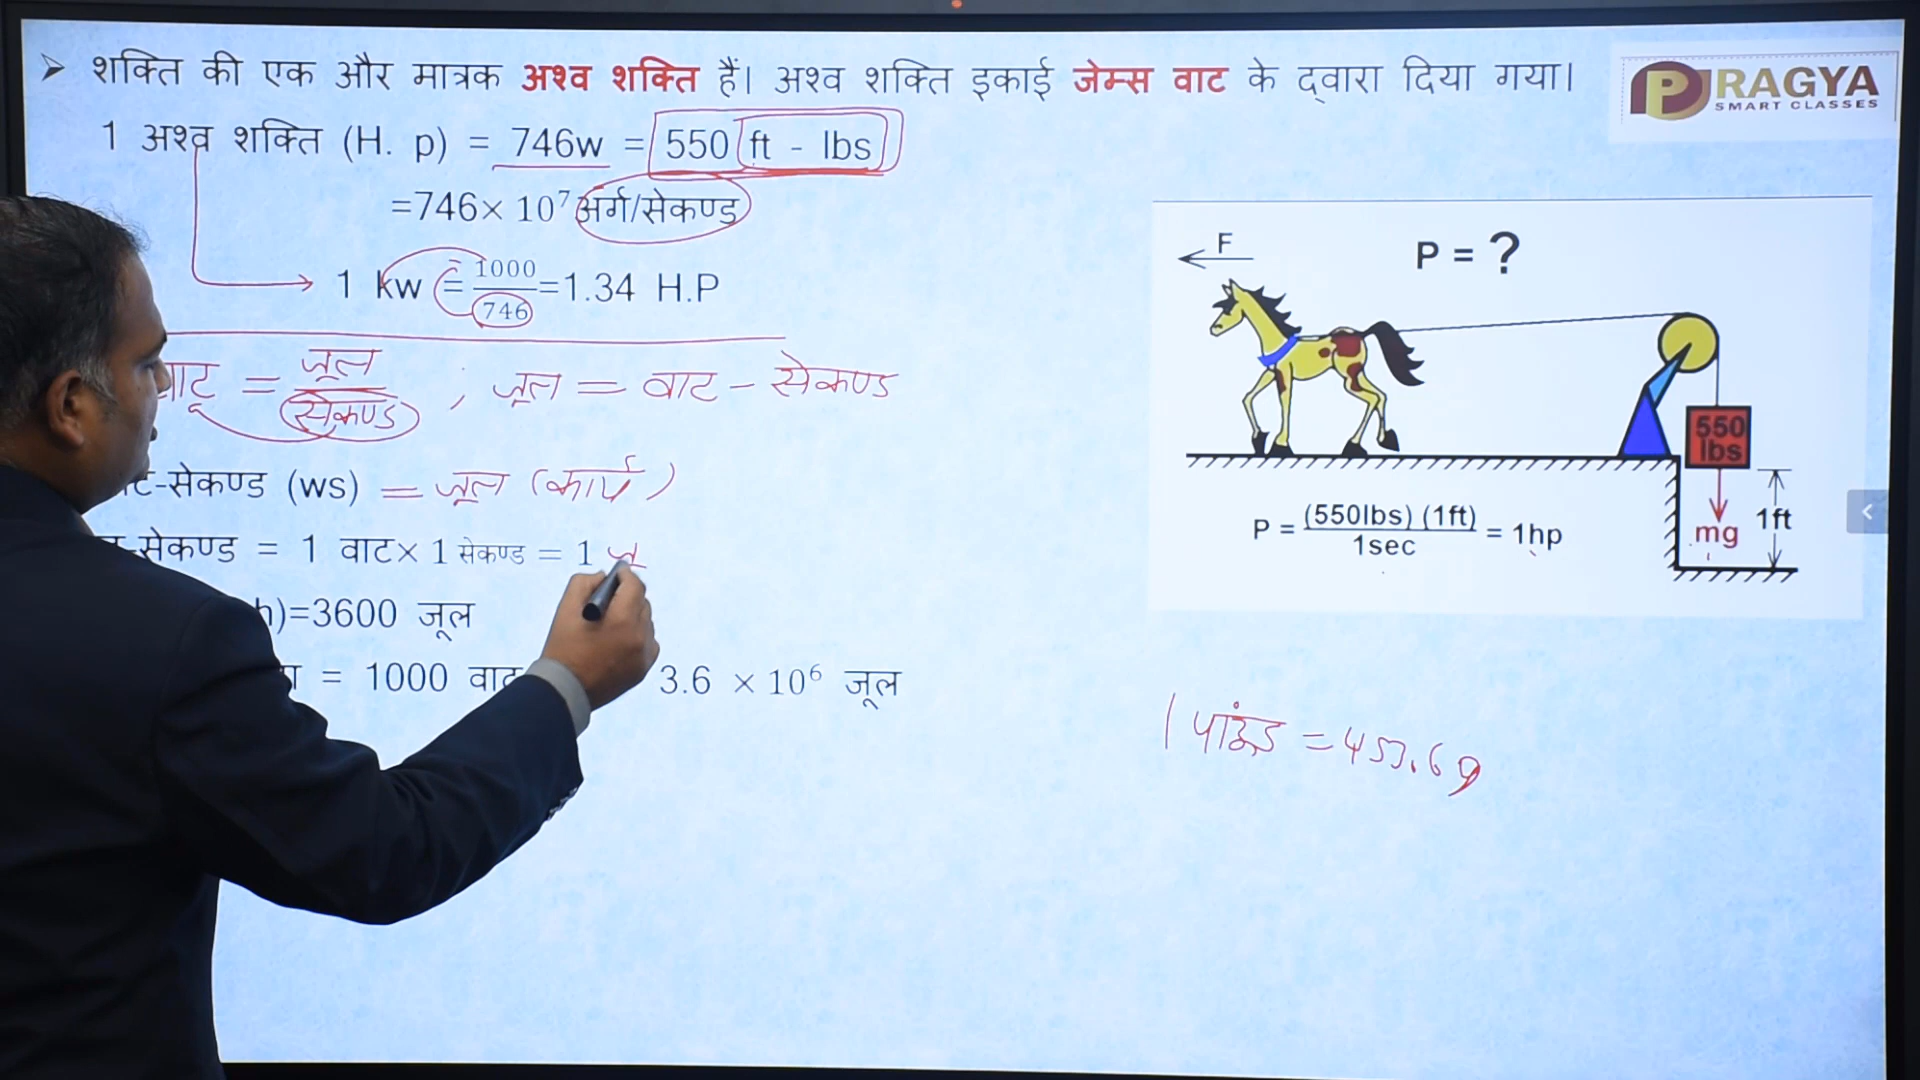 ➤ शक्ति की एक और मात्रक अश्व शक्ति हैं। अश्व शक्ति इकाई जेम्स वाट के द्वारा दिया गया।
PRAGYA
SMART CLASSES
1 अश्व शक्ति (H. p) = 746w = 550 ft - lbs
=746× 10⁷ अंर्ग/सेकण्ड
1 kw = 1000/746 =1.34 H.P
= जूल/सेकण्ड ; जूल = वाट - सेकण्ड
-सेकण्ड (ws) = जूल (कार्य)
-सेकण्ड = 1 वाट× 1 सेकण्ड = 1
h)=3600 जूल
= 1000 3.6 × 10⁶ जूल
F
P = ?
550
lbs
P = (550lbs) (1ft)/1sec = 1hp
mg
1ft
1 पाउंड = 453.6g